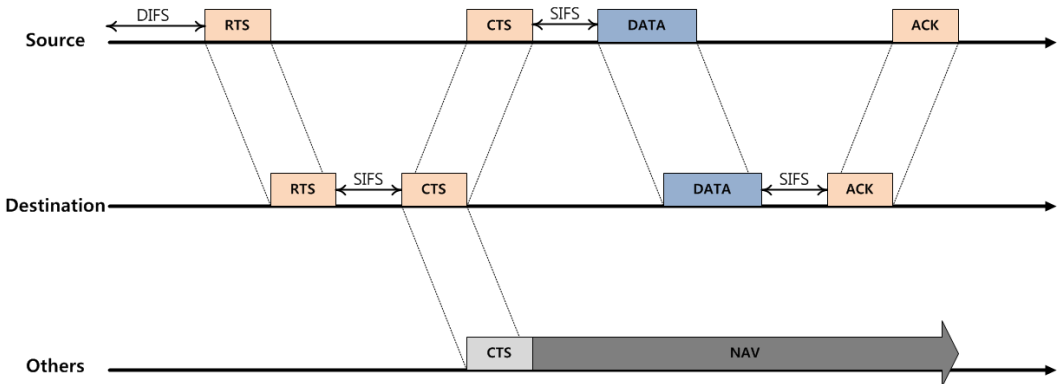 DIFS
RTS
CTS
SIFS
DATA
ACK
Source
RTS
SIFS
CTS
DATA
SIFS
ACK
Destination
CTS
NAV
Others